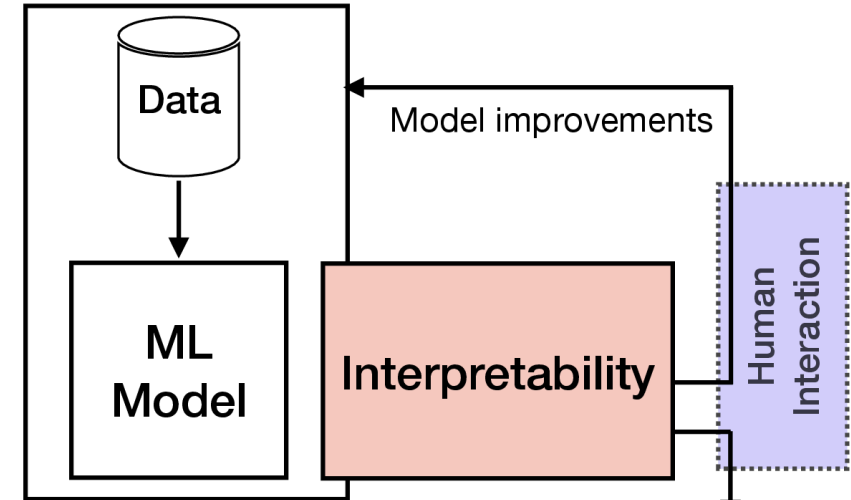 Data
Model improvements
ML
Model
Interpretability
Human
Interaction